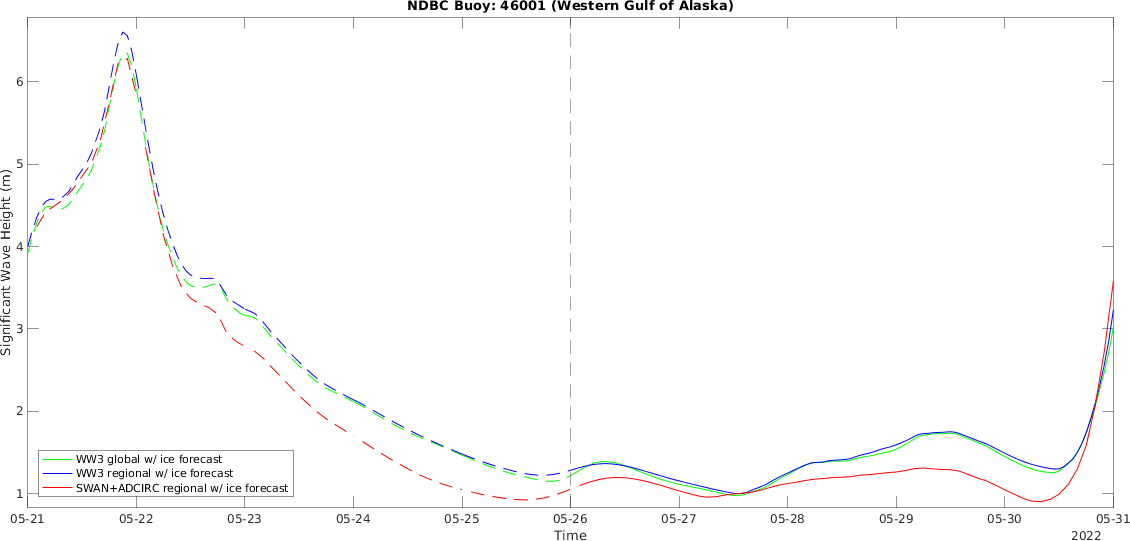 NDBC Buoy: 46001 (Western Gulf of Alaska)
Significant Wave Height (m)
6
5
4
3
2
1
WW3 global w/ ice forecast
WW3 regional w/ ice forecast
SWAN+ADCIRC regional w/ ice forecast
05-21 05-22 05-23 05-24 05-25 05-26 05-27 05-28 05-29 05-30 05-31
Time
2022